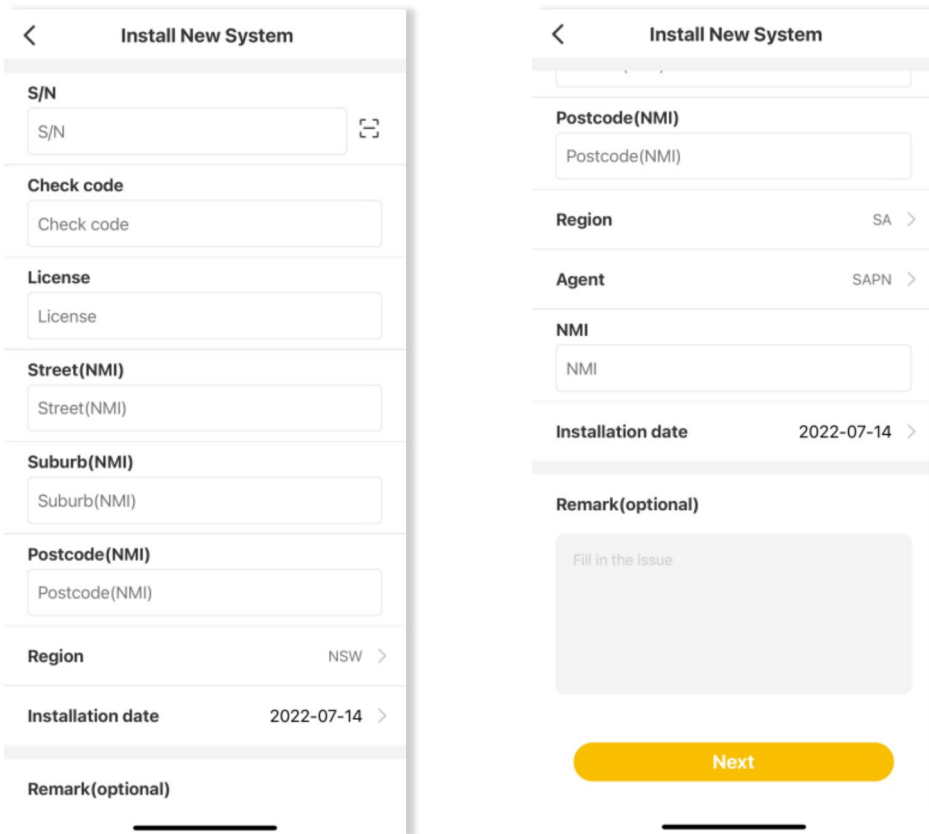 Install New System
S/N
S/N
Check code
Check code
License
License
Street(NMI)
Street(NMI)
Suburb(NMI)
Suburb(NMI)
Postcode(NMI)
Postcode(NMI)
Region NSW
Installation date 2022-07-14
Remark(optional)
Install New System
Postcode(NMI)
Postcode(NMI)
Region SA
Agent SAPN
NMI
NMI
Installation date 2022-07-14
Remark(optional)
Fill in the issue
Next